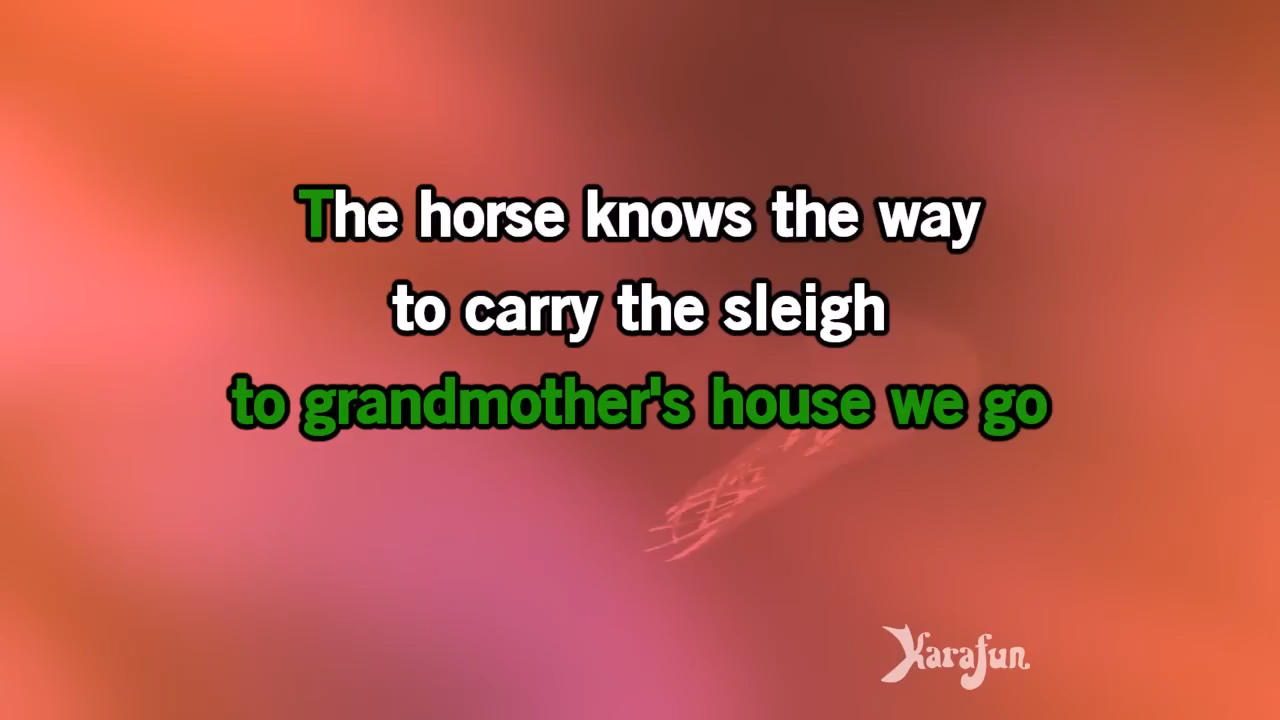 The horse knows the way
to carry the sleigh
to grandmother's house we go
Karafun